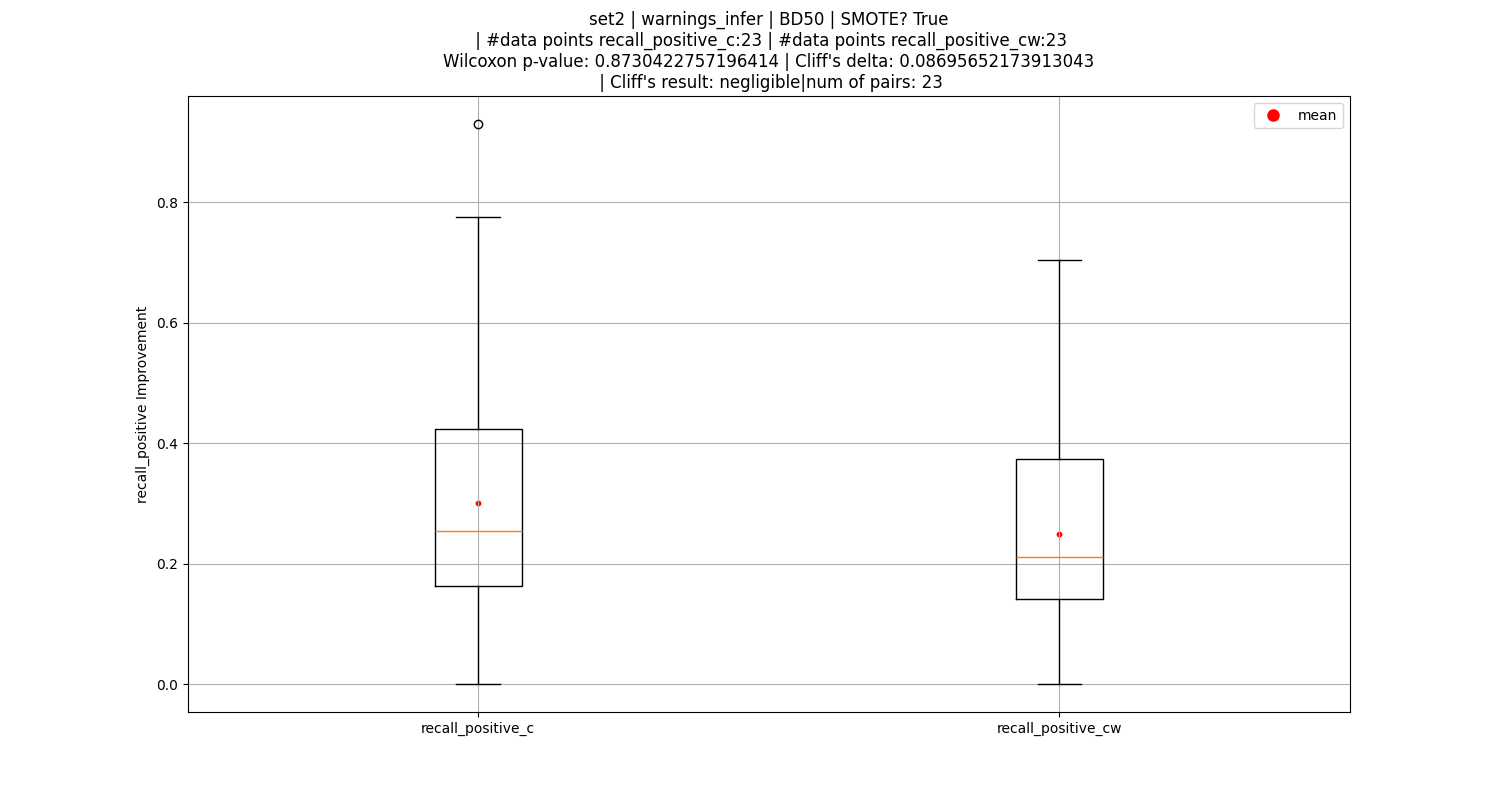 set2 | warnings_infer | BD50 | SMOTE? True
| #data points recall_positive_c:23 | #data points recall_positive_cw:23
Wilcoxon p-value: 0.8730422757196414 | Cliff's delta: 0.08695652173913043
| Cliff's result: negligible|num of pairs: 23
mean
0.8
0.6
0.4
0.2
0.0
recall_positive Improvement
recall_positive_c
recall_positive_cw